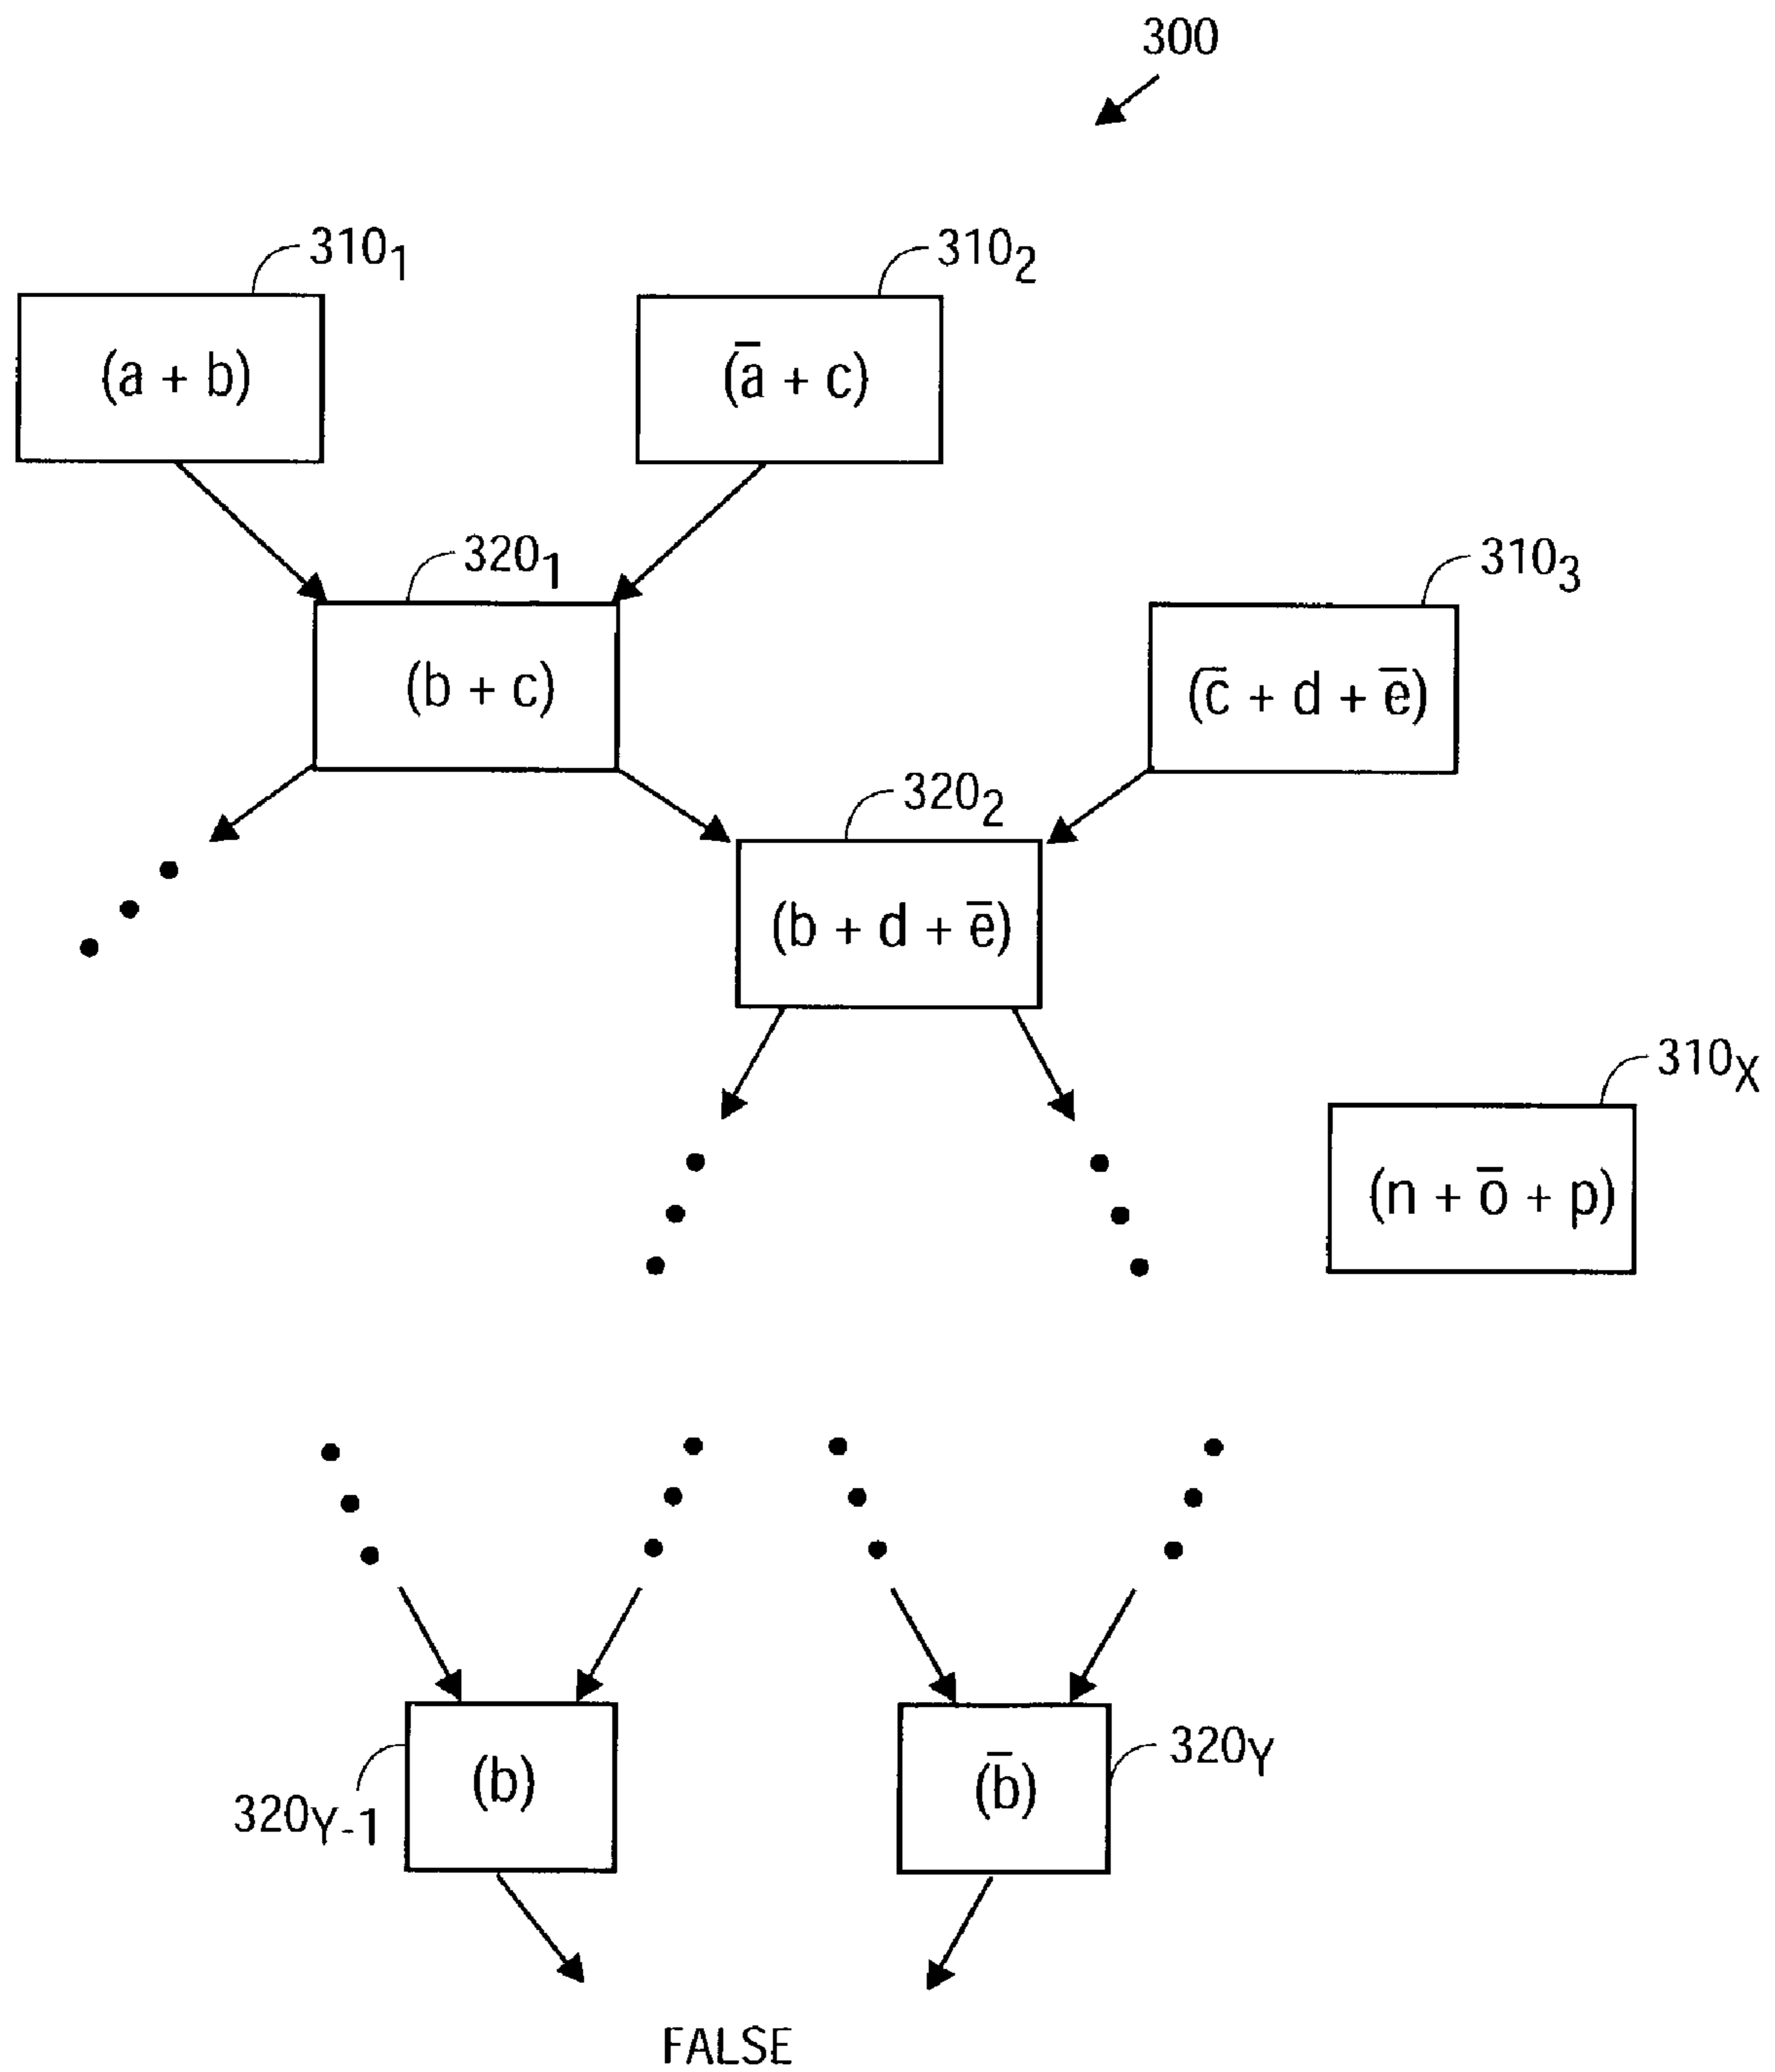 300
310₁
310₂
(a + b)
(a̅ + c)
320₁
310₃
(b + c)
(c̅ + d + e̅)
320₂
(b + d + e̅)
310X
(n + o̅ + p)
(b)
(b̅)
320Y
320Y-1
FALSE